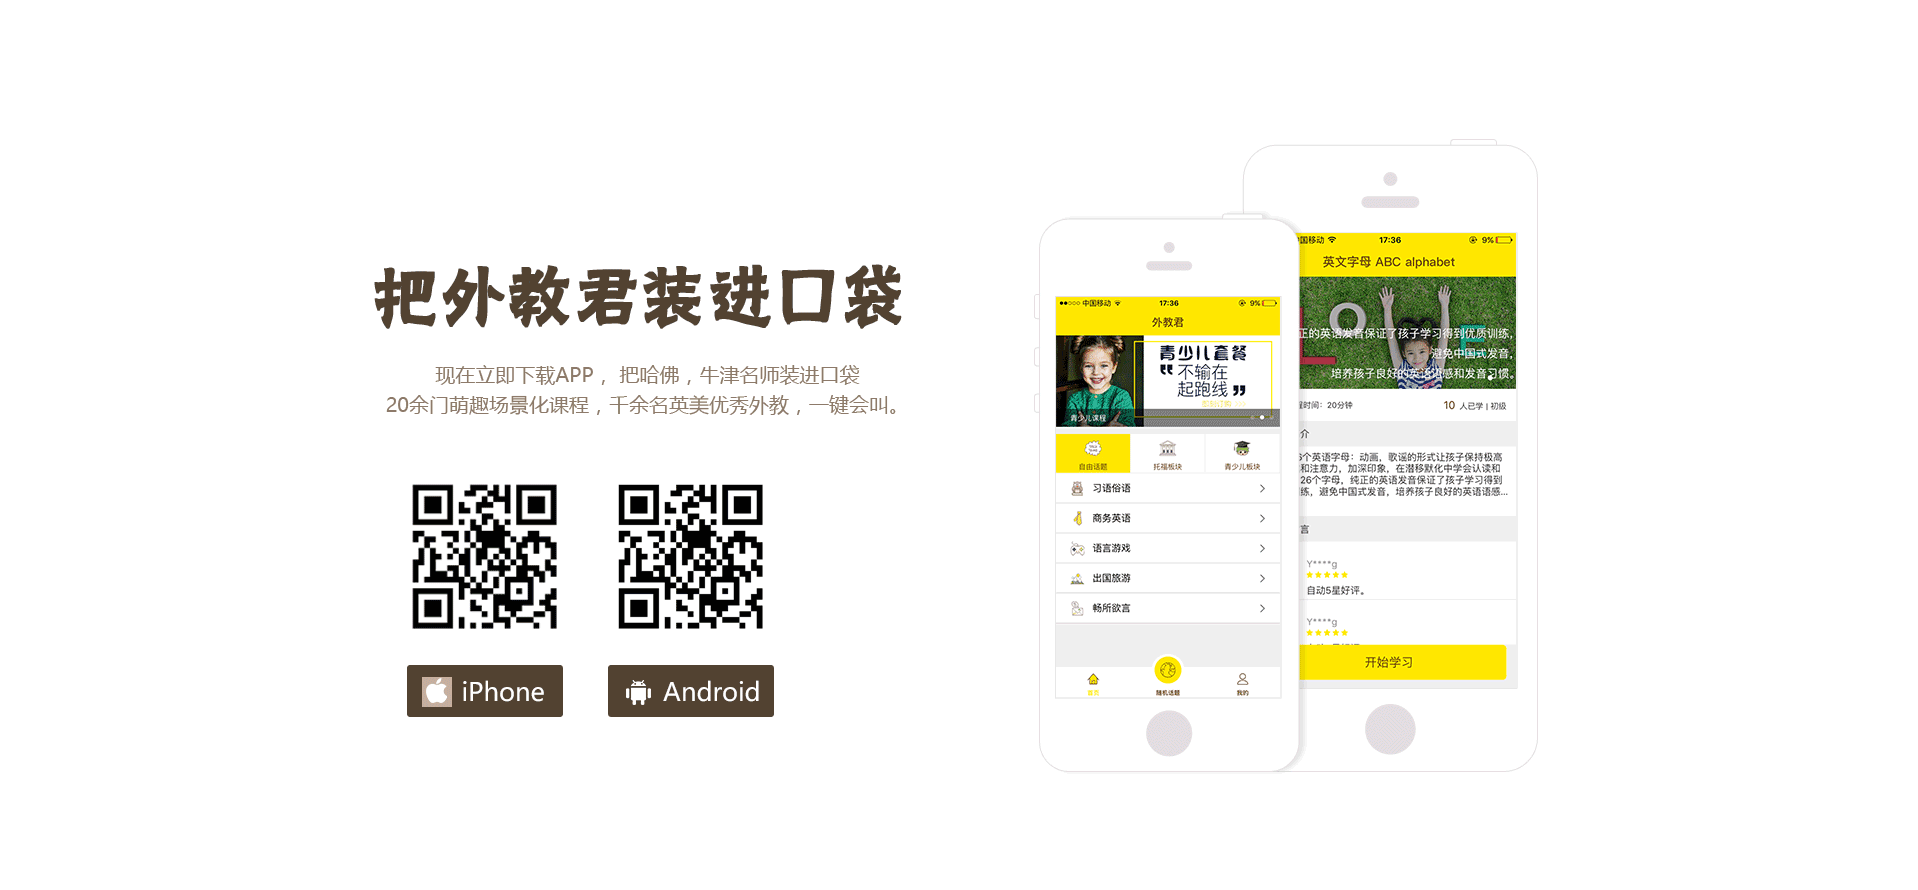 把外教君装进口袋
现在立即下载APP，把哈佛，牛津名师装进口袋
20余门萌趣场景化课程，千余名英美优秀外教，一键会叫。
iPhone
Android
中国移动 17:36 9%
外教君
青少儿套餐
“不输在
起跑线”
青少儿课程
自由话题 托福板块 青少儿板块
习语俗语
商务英语
语言游戏
出国旅游
畅所欲言
首页 随机话题 我的
中国移动 17:36 9%
英文字母 ABC alphabet
LOVE
正的英语发音保证了孩子学习得到优质训练,
避免中国式发音,
培养孩子良好的英语语感和发音习惯。
程时间：20分钟 10 人已学 | 初级
介
6个英语字母：动画，歌谣的形式让孩子保持极高
和注意力，加深印象，在潜移默化中学会认读和
26个字母，纯正的英语发音保证了孩子学习得到
练，避免中国式发音，培养孩子良好的英语语感...
言
Y****g
自动5星好评。
Y****g
开始学习